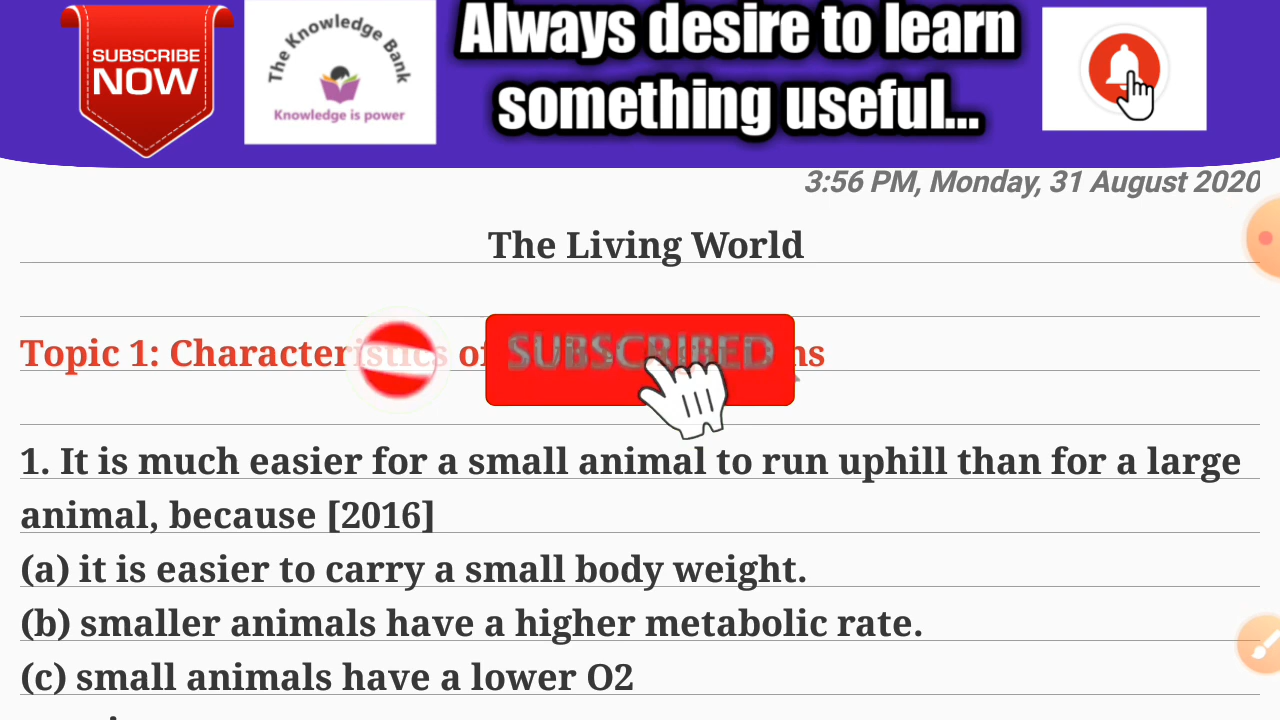 SUBSCRIBE
NOW
The Knowledge Bank
Knowledge is power
Always desire to learn
something useful...
3:56 PM, Monday, 31 August 2020
The Living World
Topic 1: Characteristics of
SUBSCRIBED
1. It is much easier for a small animal to run uphill than for a large
animal, because [2016]
(a) it is easier to carry a small body weight.
(b) smaller animals have a higher metabolic rate.
(c) small animals have a lower O2